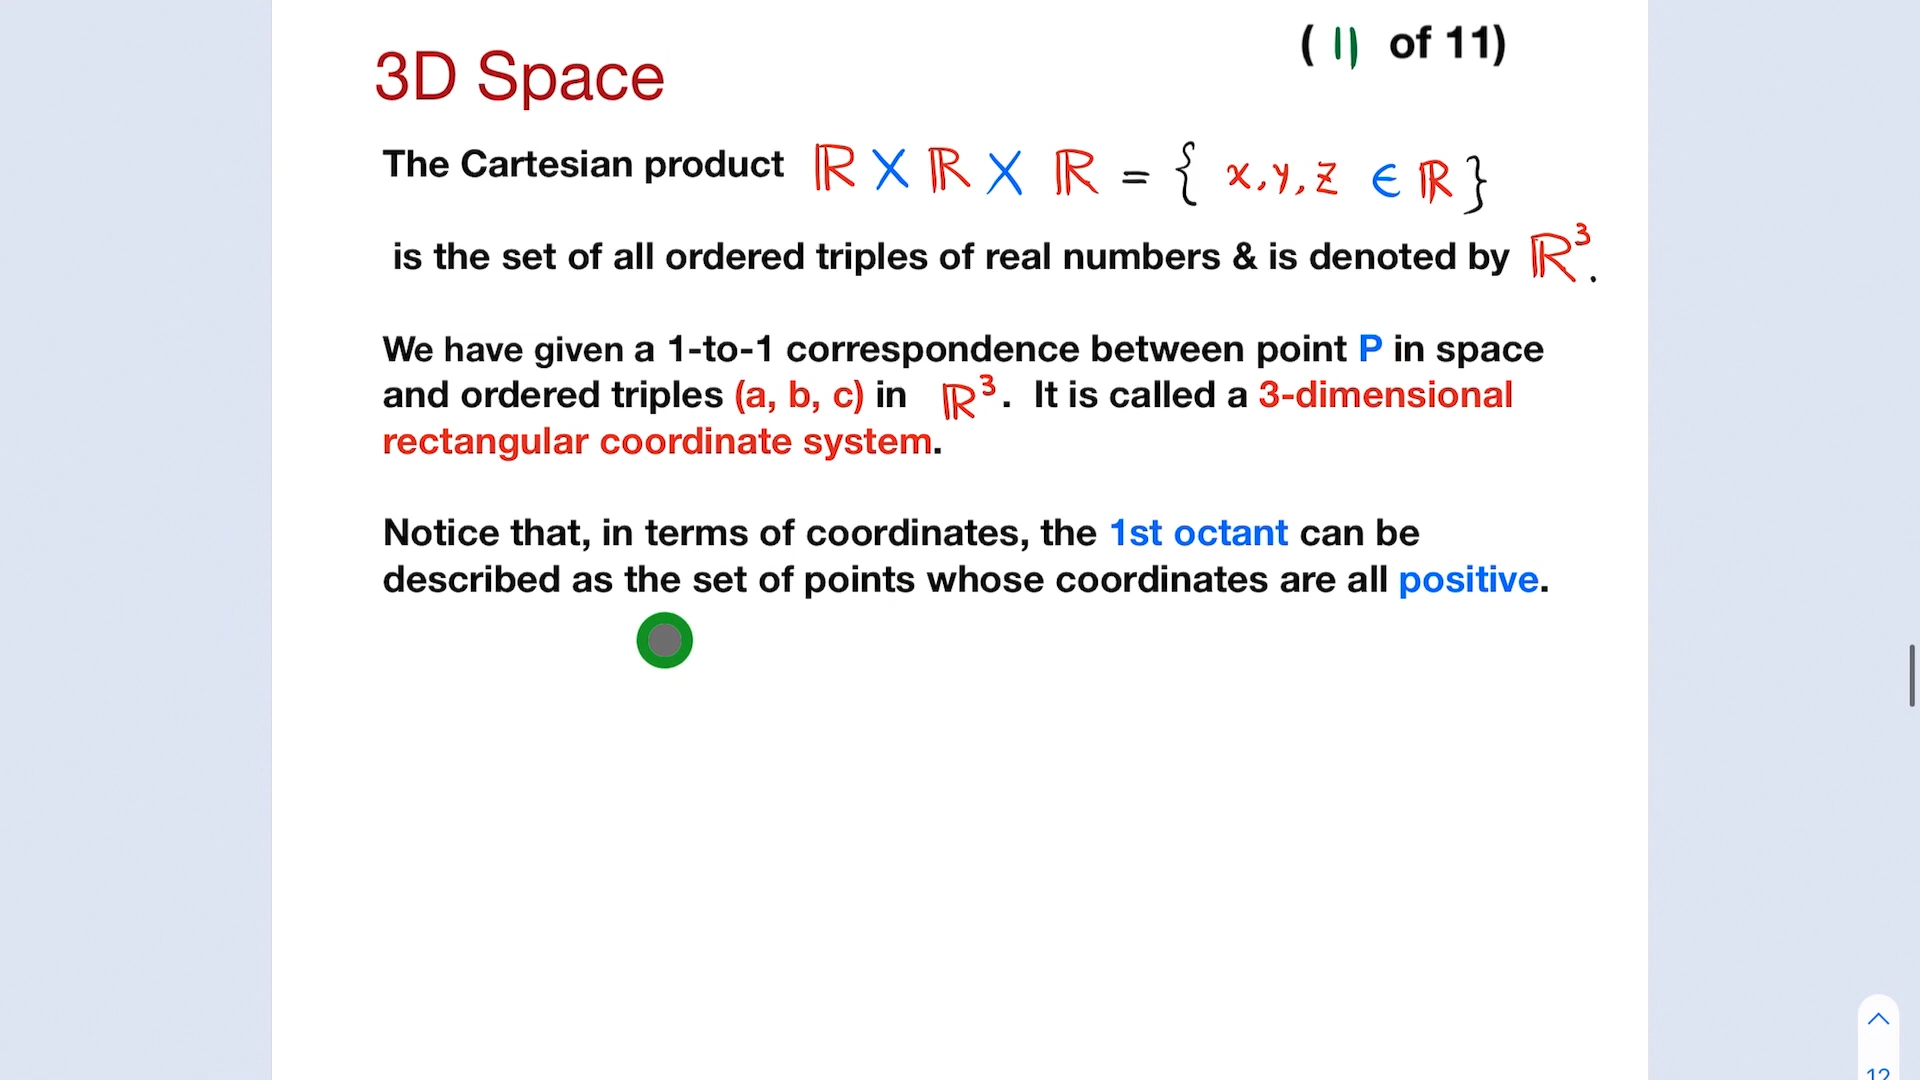 ( 11 of 11)
3D Space
The Cartesian product ℝ X ℝ X ℝ = { x, y, z ∈ ℝ }
is the set of all ordered triples of real numbers & is denoted by ℝ³.
We have given a 1-to-1 correspondence between point P in space
and ordered triples (a, b, c) in ℝ³. It is called a 3-dimensional
rectangular coordinate system.
Notice that, in terms of coordinates, the 1st octant can be
described as the set of points whose coordinates are all positive.
12